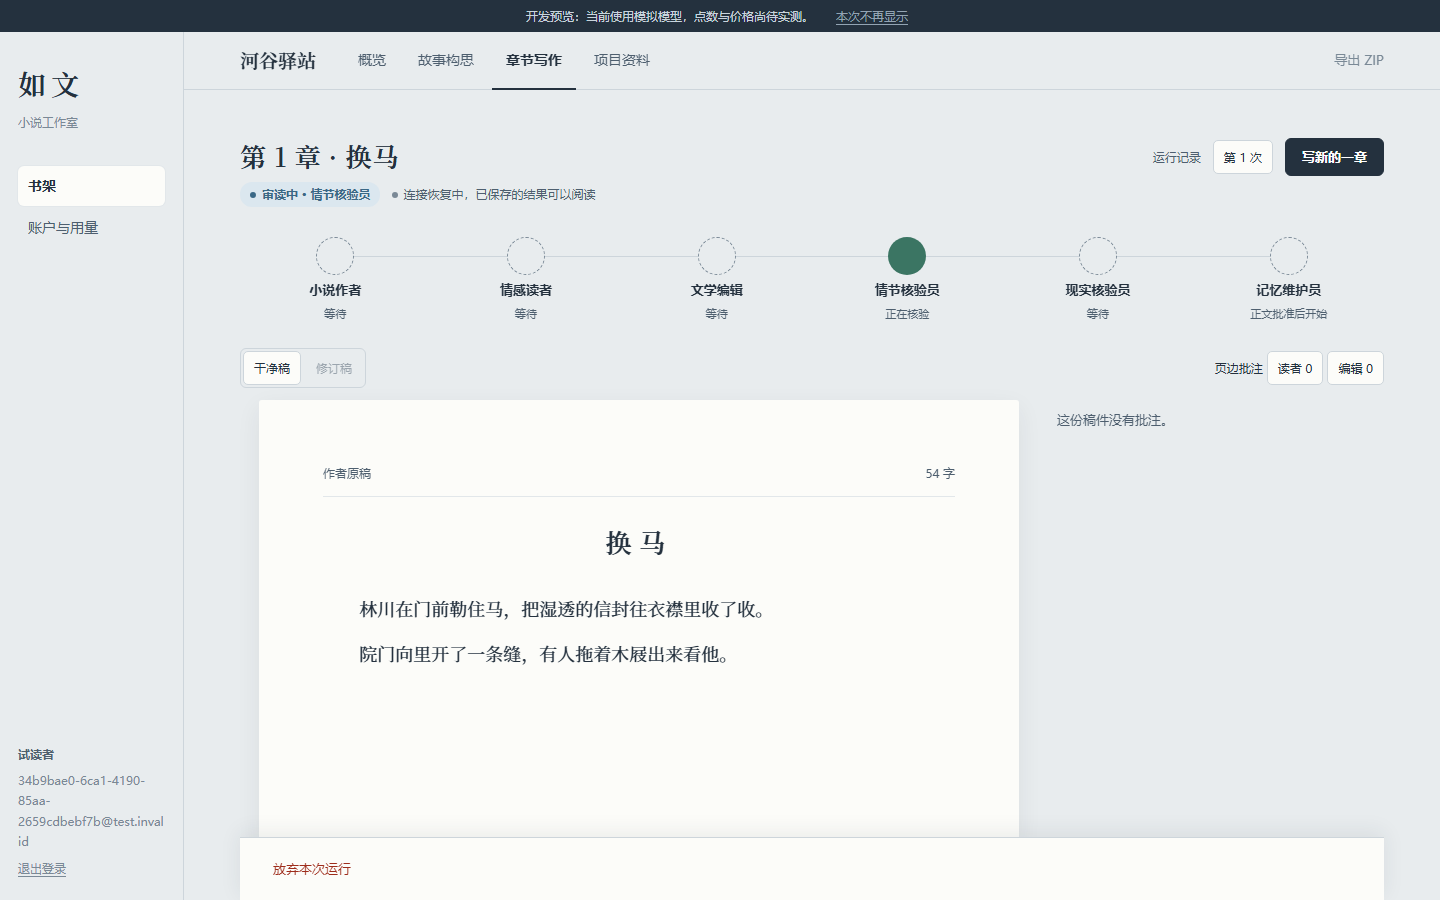 开发预览：当前使用模拟模型，点数与价格尚待实测。 本次不再显示
如文
小说工作室
书架
账户与用量
试读者
34b9bae0-6ca1-4190-
85aa-
2659cdbebf7b@test.inval
id
退出登录
河谷驿站 概览 故事构思 章节写作 项目资料 导出 ZIP
第 1 章 · 换马
运行记录 第 1 次 写新的一章
审读中 • 情节核验员 连接恢复中，已保存的结果可以阅读
小说作者 情感读者 文学编辑 情节核验员 现实核验员 记忆维护员
等待 等待 等待 正在核验 等待 正文批准后开始
干净稿 修订稿
页边批注 读者 0 编辑 0
作者原稿 54 字
这份稿件没有批注。
换马
林川在门前勒住马，把湿透的信封往衣襟里收了收。
院门向里开了一条缝，有人拖着木屐出来看他。
放弃本次运行